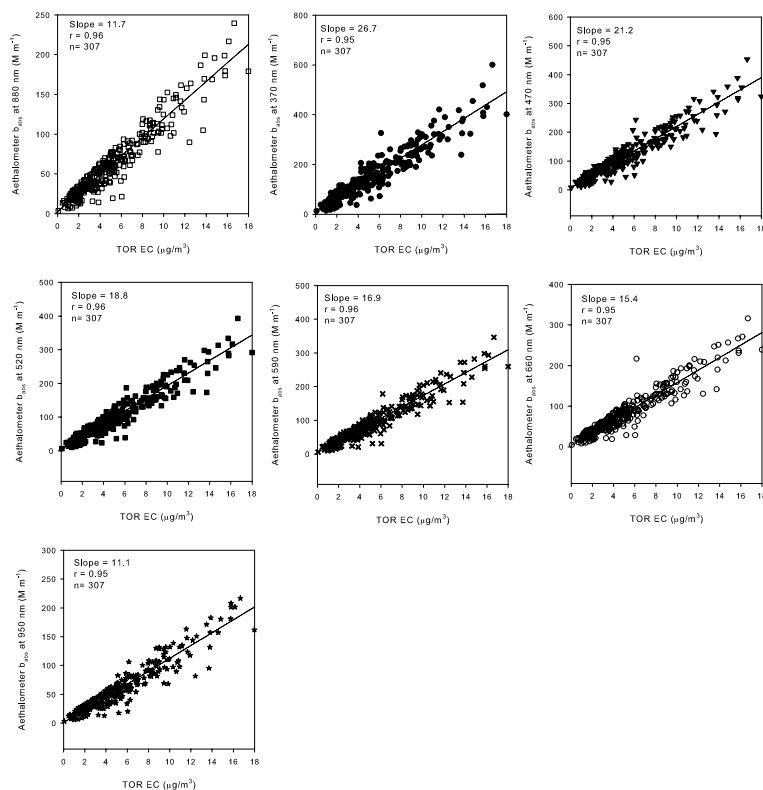 Slope = 11.7
r = 0.96
n= 307
250
200
150
100
50
0
0 2 4 6 8 10 12 14 16 18
Aethalometer babs at 880 nm (M m-1)
TOR EC (μg/m3)
Slope = 26.7
r = 0.95
n= 307
800
600
400
200
0
0 2 4 6 8 10 12 14 16 18
Aethalometer babs at 370 nm (M m-1)
TOR EC (μg/m3)
Slope = 21.2
r = 0.95
n= 307
600
500
400
300
200
100
0
0 2 4 6 8 10 12 14 16 18
Aethalometer babs at 470 nm (M m-1)
TOR EC (μg/m3)
Slope = 18.8
r = 0.96
n= 307
500
400
300
200
100
0
0 2 4 6 8 10 12 14 16 18
Aethalometer babs at 520 nm (M m-1)
TOR EC (μg/m3)
Slope = 16.9
r = 0.96
n= 307
500
400
300
200
100
0
0 2 4 6 8 10 12 14 16 18
Aethalometer babs at 590 nm (M m-1)
TOR EC (μg/m3)
Slope = 15.4
r = 0.95
n= 307
400
300
200
100
0
0 2 4 6 8 10 12 14 16 18
Aethalometer babs at 660 nm (M m-1)
TOR EC (μg/m3)
Slope = 11.1
r = 0.95
n= 307
300
250
200
150
100
50
0
0 2 4 6 8 10 12 14 16 18
Aethalometer babs at 950 nm (M m-1)
TOR EC (μg/m3)